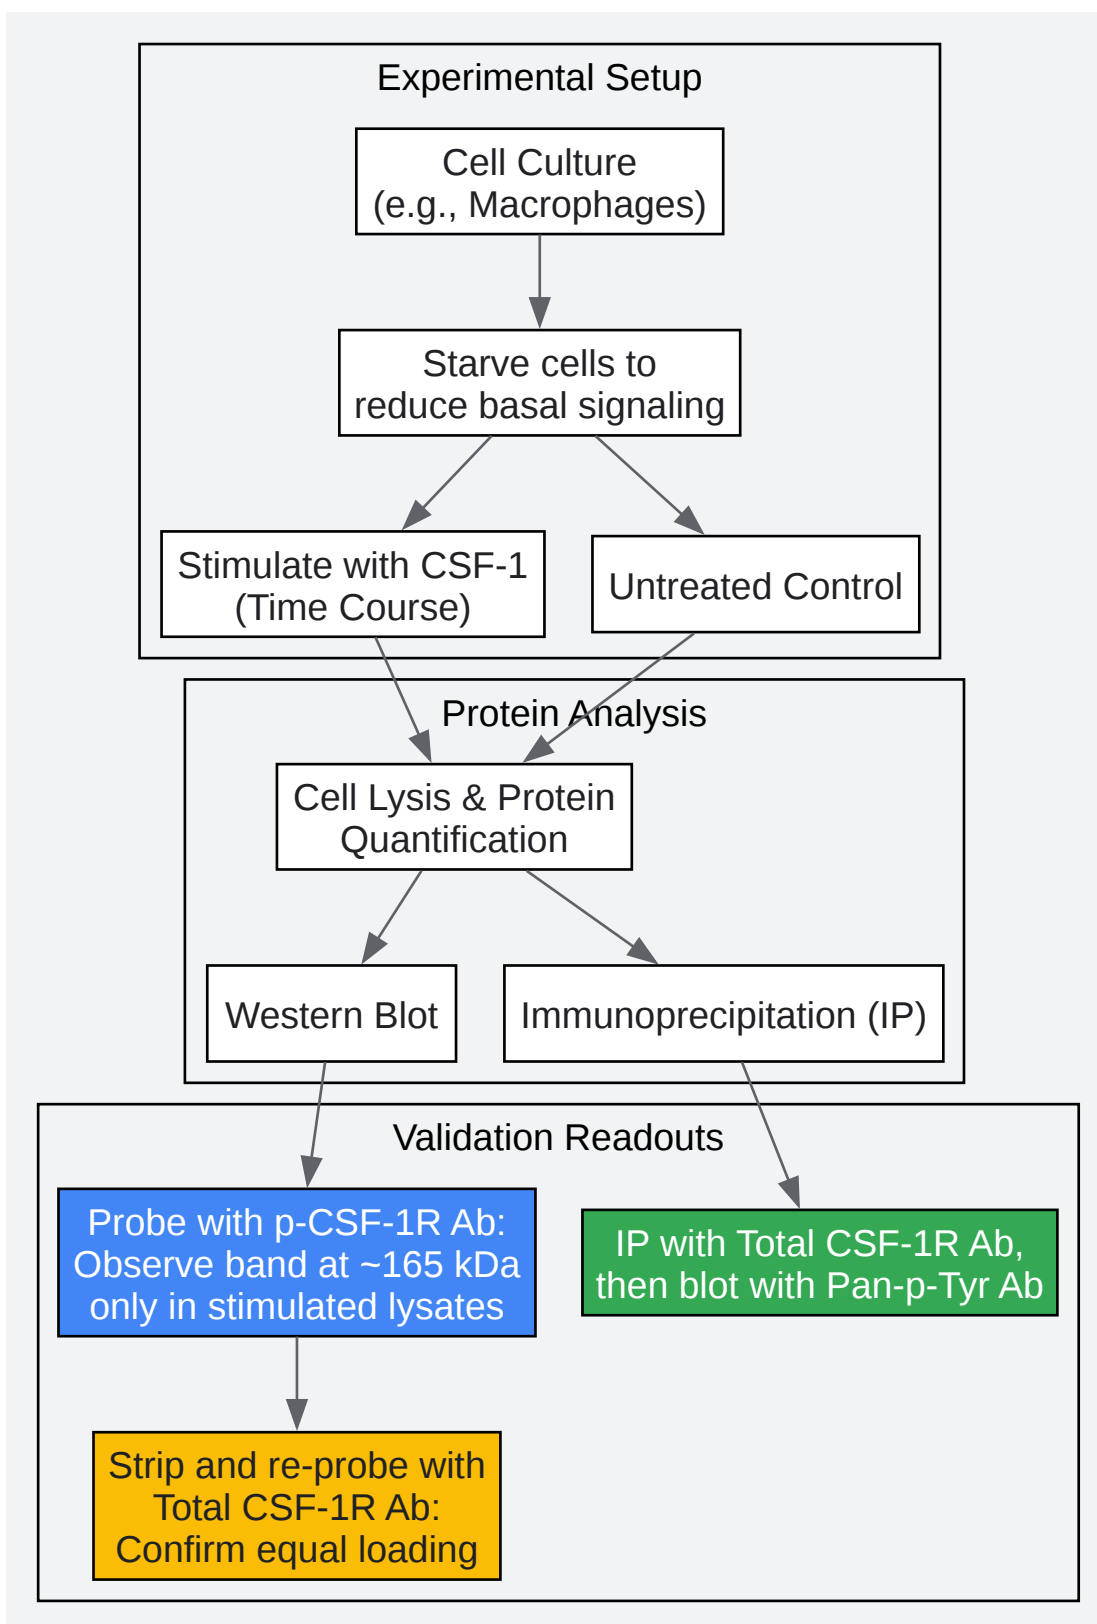 Experimental Setup
Cell Culture
(e.g., Macrophages)
Starve cells to
reduce basal signaling
Stimulate with CSF-1
(Time Course)
Untreated Control
Protein Analysis
Cell Lysis & Protein
Quantification
Western Blot
Immunoprecipitation (IP)
Validation Readouts
Probe with p-CSF-1R Ab:
Observe band at ~165 kDa
only in stimulated lysates
IP with Total CSF-1R Ab,
then blot with Pan-p-Tyr Ab
Strip and re-probe with
Total CSF-1R Ab:
Confirm equal loading